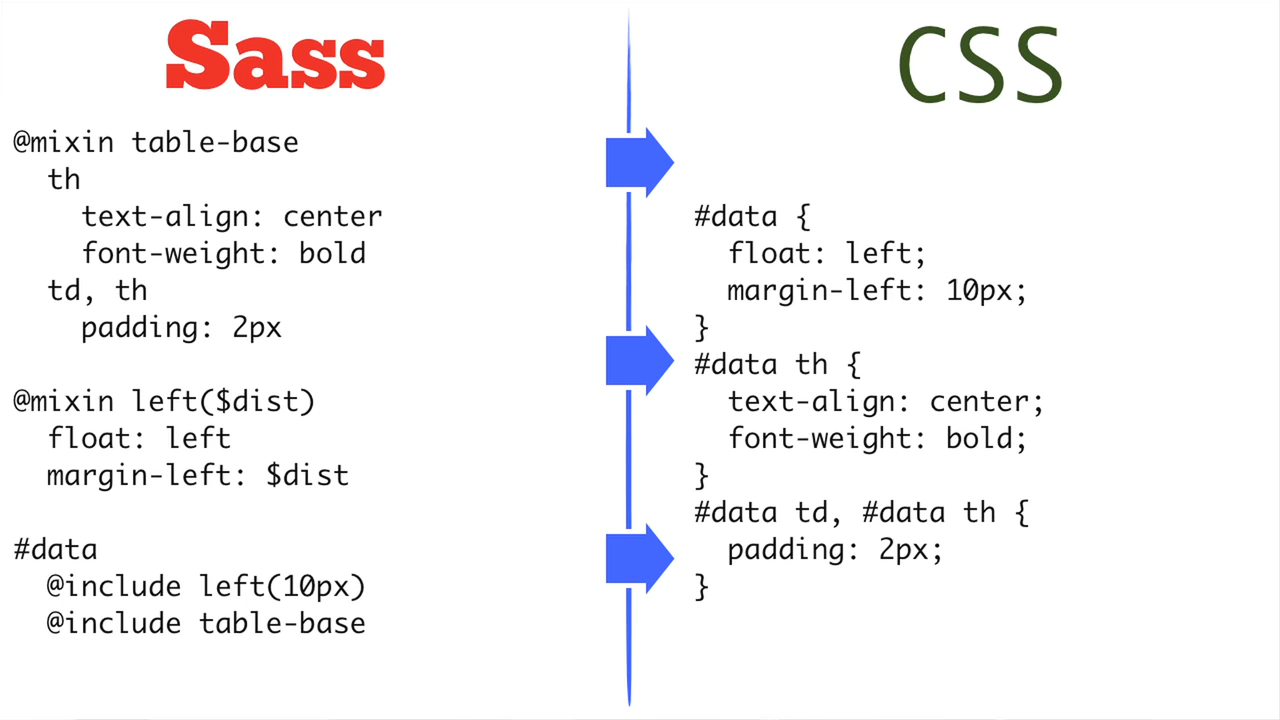 Sass
@mixin table-base
  th
    text-align: center
    font-weight: bold
  td, th
    padding: 2px
@mixin left($dist)
  float: left
  margin-left: $dist
#data
  @include left(10px)
  @include table-base
CSS
#data {
  float: left;
  margin-left: 10px;
}
#data th {
  text-align: center;
  font-weight: bold;
}
#data td, #data th {
  padding: 2px;
}